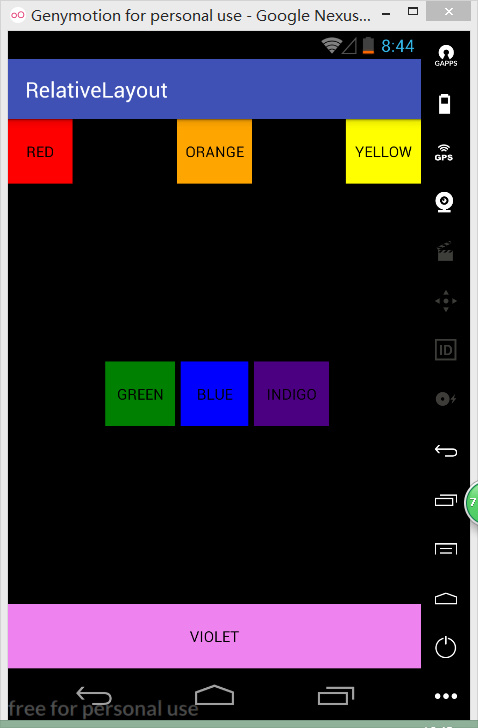 Genymotion for personal use - Google Nexus...
8:44
GAPPS
RelativeLayout
RED
ORANGE
YELLOW
GPS
ID
GREEN
BLUE
INDIGO
7
VIOLET
free for personal use